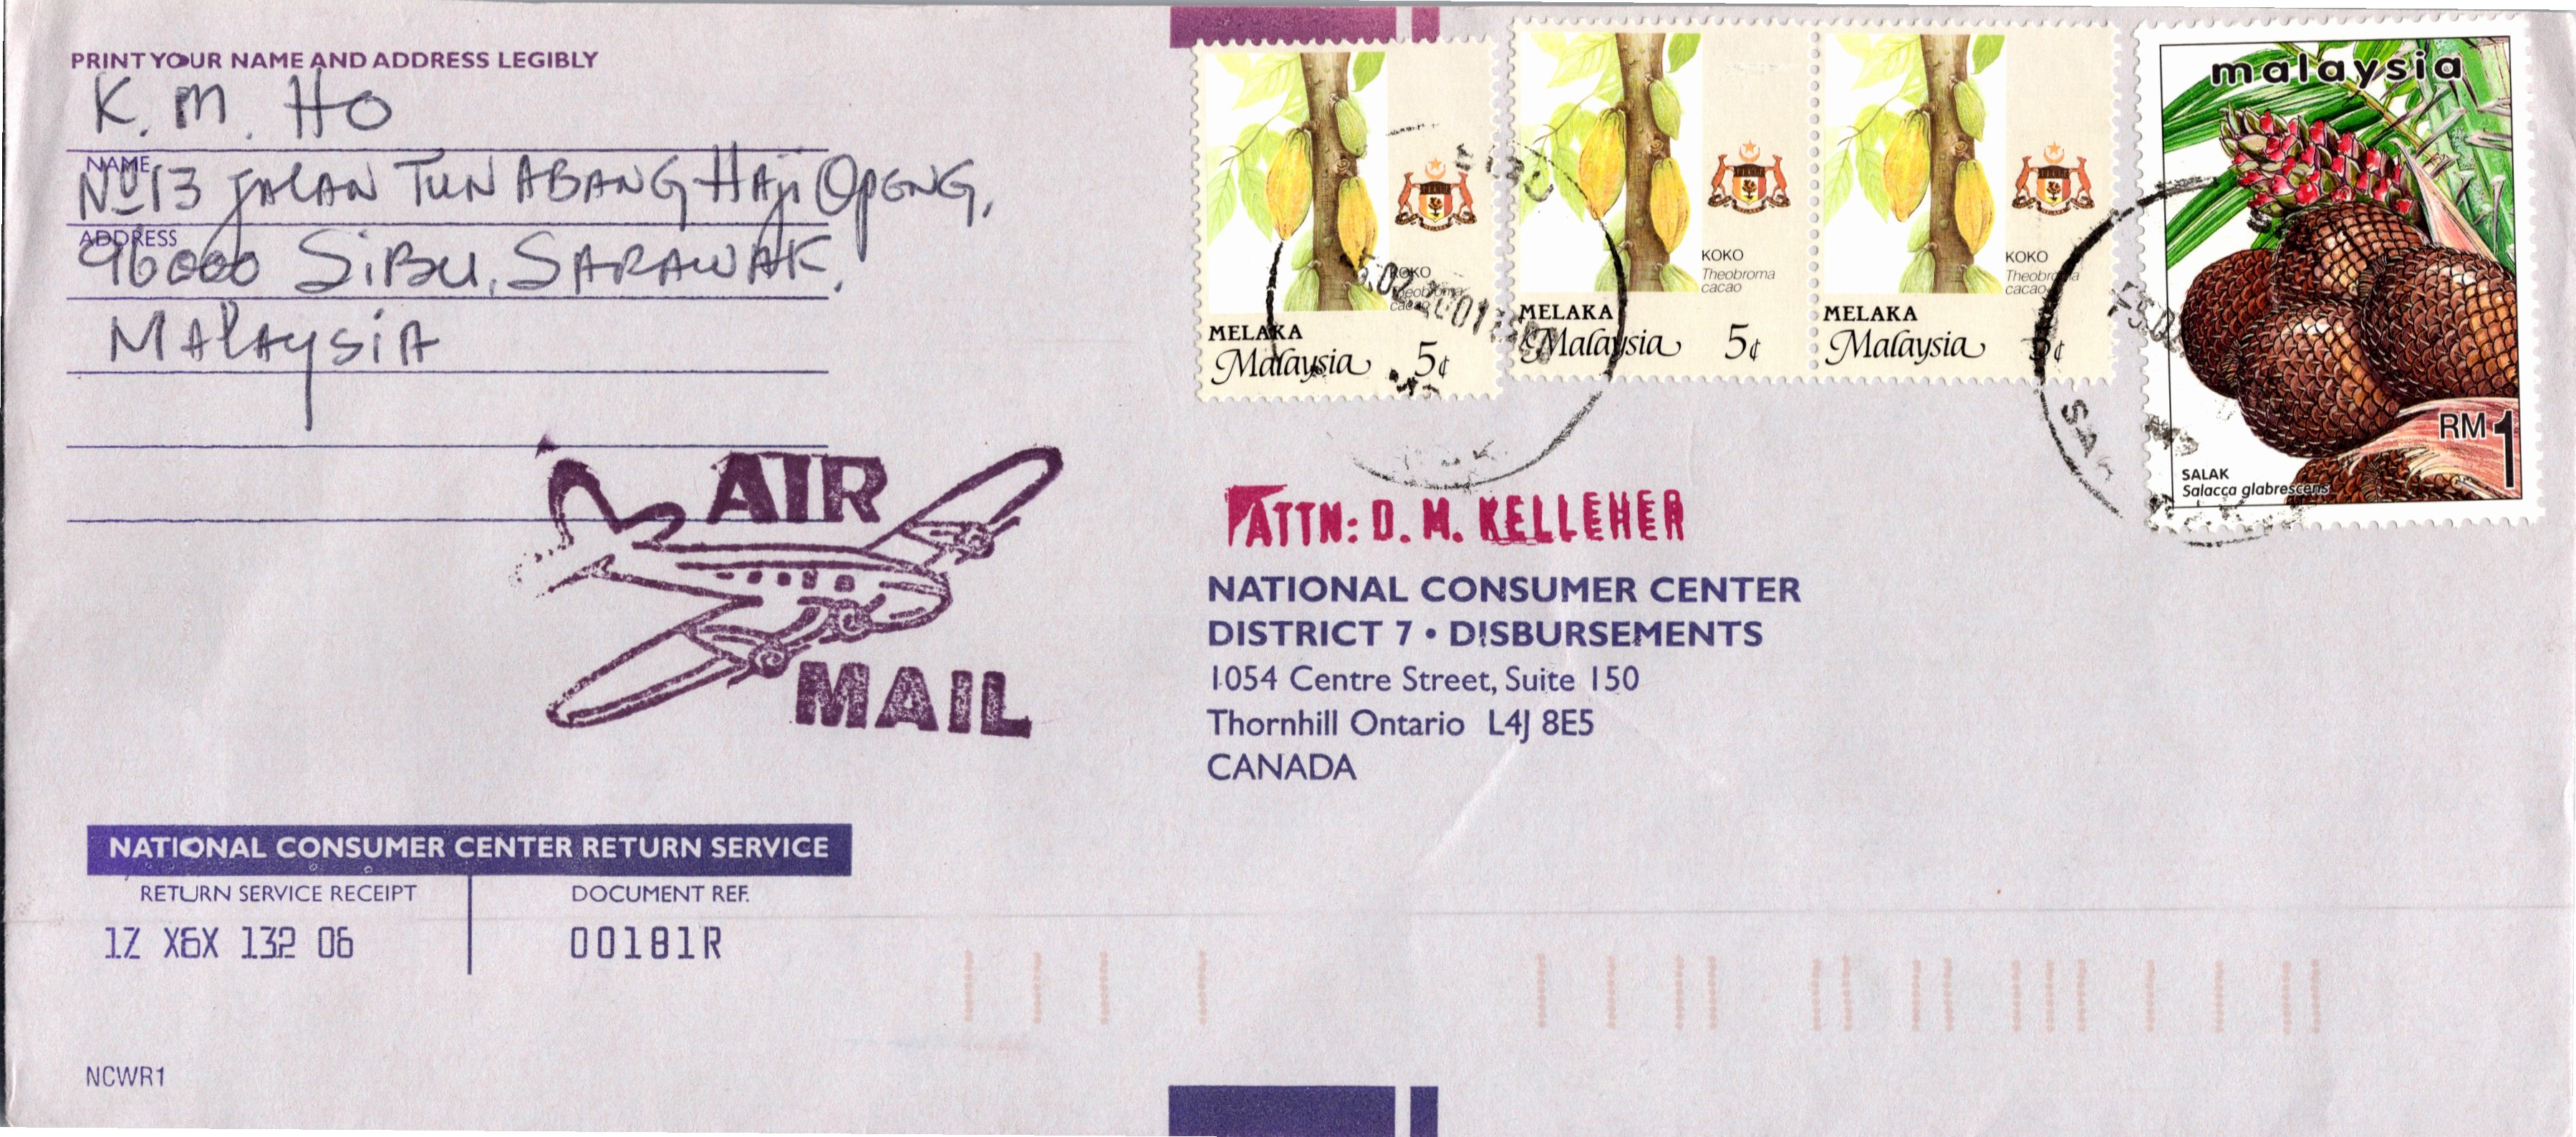 PRINT YOUR NAME AND ADDRESS LEGIBLY
K. M. HO
NAME
No 13 JALAN TUN ABANG HAJI OPENG,
ADDRESS
96000 SIBU, SARAWAK.
MALAYSIA
AIR
MAIL
KOKO
Theobroma
cacao
MELAKA
Malaysia 5¢
KOKO
Theobroma
cacao
MELAKA
Malaysia 5¢
KOKO
Theobroma
cacao
MELAKA
Malaysia 5¢
malaysia
RM1
SALAK
Salacca glabrescens
ATTN: D. M. KELLEHER
NATIONAL CONSUMER CENTER
DISTRICT 7 • DISBURSEMENTS
1054 Centre Street, Suite 150
Thornhill Ontario L4J 8E5
CANADA
NATIONAL CONSUMER CENTER RETURN SERVICE
RETURN SERVICE RECEIPT
DOCUMENT REF.
1Z X6X 132 06
00181R
NCWR1